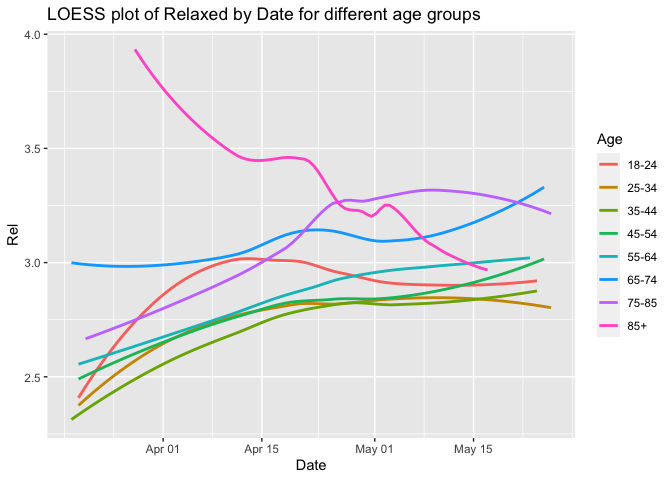 LOESS plot of Relaxed by Date for different age groups
4.0
3.5
3.0
2.5
Rel
Apr 01
Apr 15
May 01
May 15
Date
Age
18-24
25-34
35-44
45-54
55-64
65-74
75-85
85+